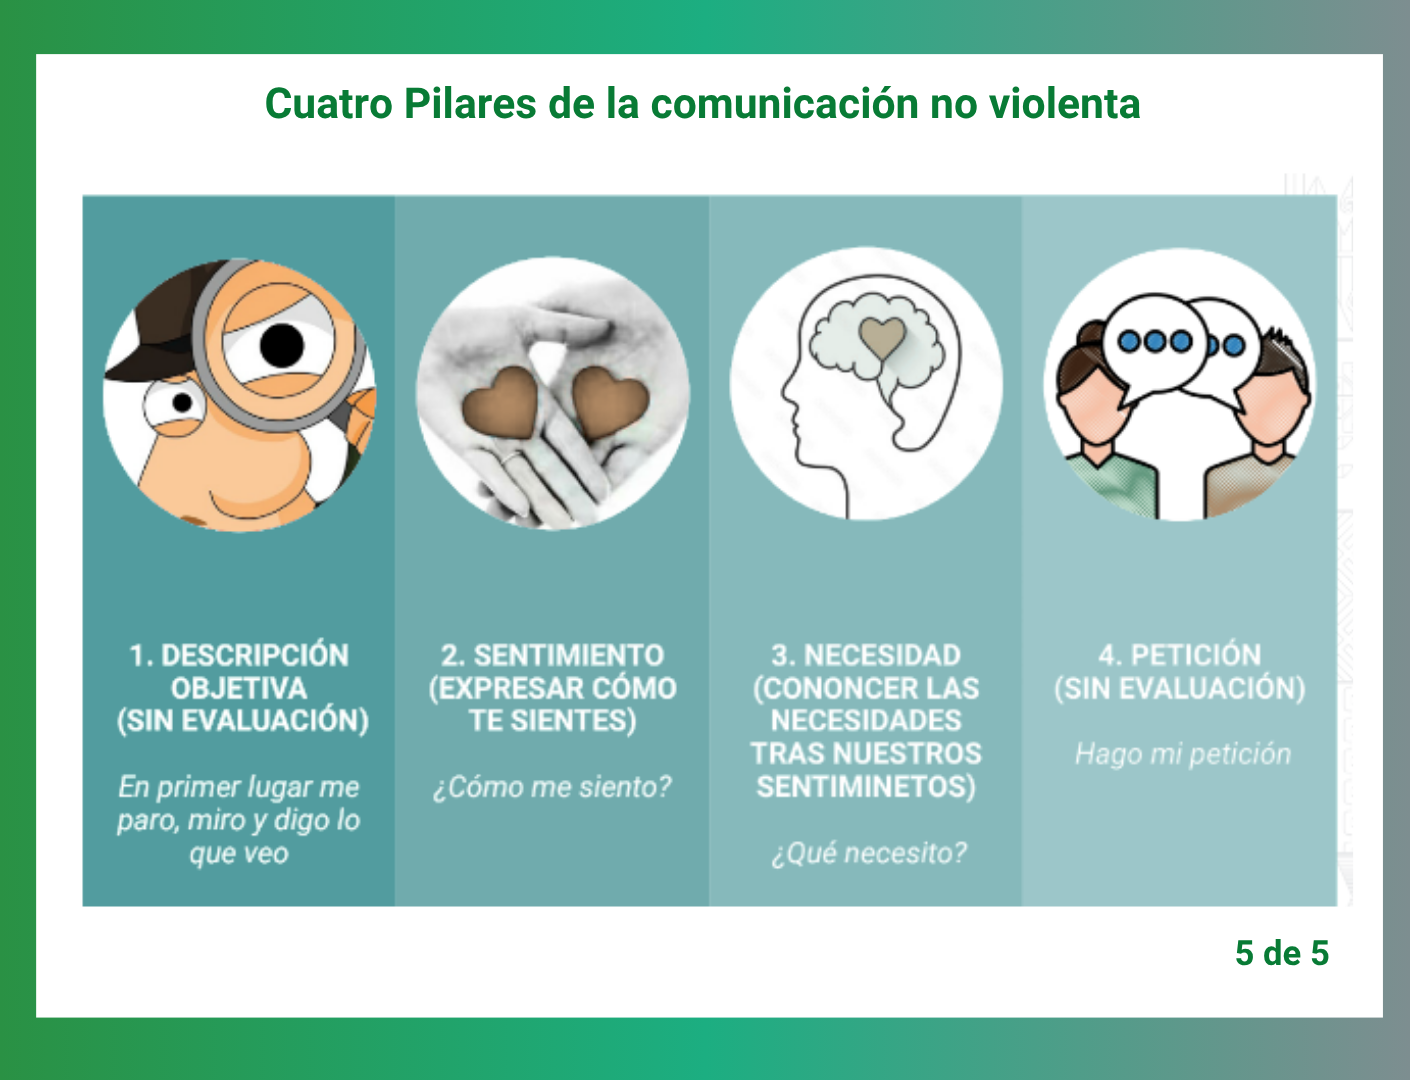 Cuatro Pilares de la comunicación no violenta
1. DESCRIPCIÓN
OBJETIVA
(SIN EVALUACIÓN)
En primer lugar me
paro, miro y digo lo
que veo
2. SENTIMIENTO
(EXPRESAR CÓMO
TE SIENTES)
¿Cómo me siento?
3. NECESIDAD
(CONONCER LAS
NECESIDADES
TRAS NUESTROS
SENTIMINETOS)
¿Qué necesito?
4. PETICIÓN
(SIN EVALUACIÓN)
Hago mi petición
5 de 5